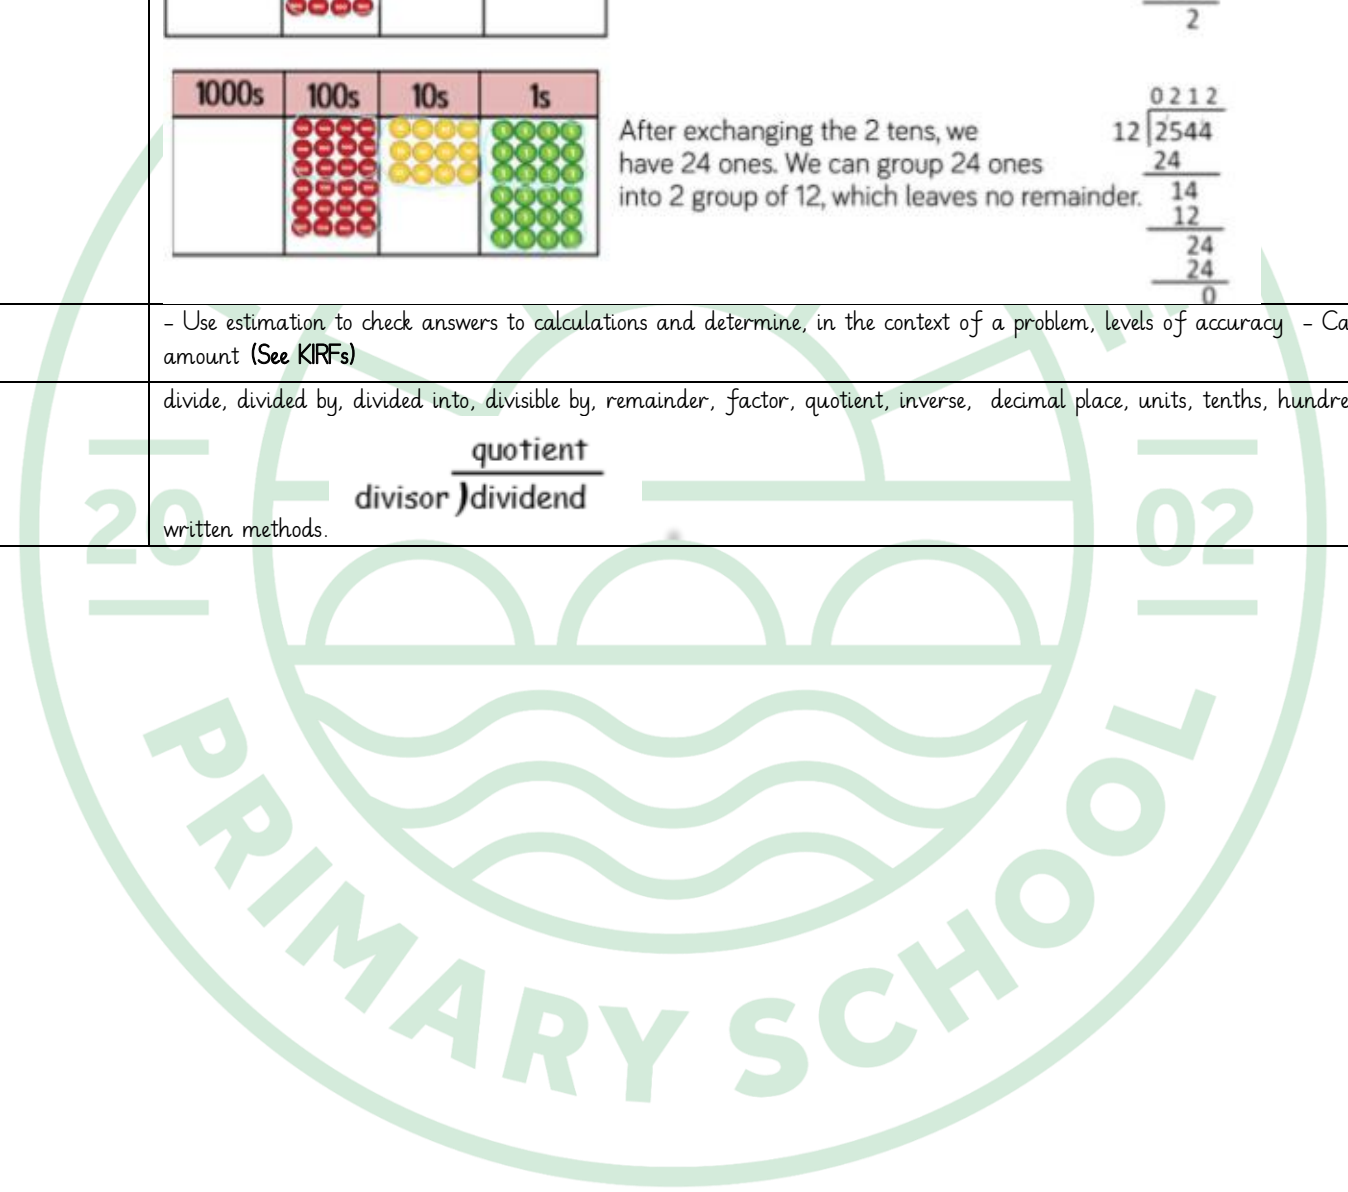 2
1000s 100s 10s 1s
After exchanging the 2 tens, we
have 24 ones. We can group 24 ones
into 2 group of 12, which leaves no remainder.
0212
12 2544
24
14
12
24
24
0
- Use estimation to check answers to calculations and determine, in the context of a problem, levels of accuracy - Ca
amount (See KIRFs)
divide, divided by, divided into, divisible by, remainder, factor, quotient, inverse, decimal place, units, tenths, hundre
quotient
divisor )dividend
written methods.
20 02
PRIMARY SCHOOL